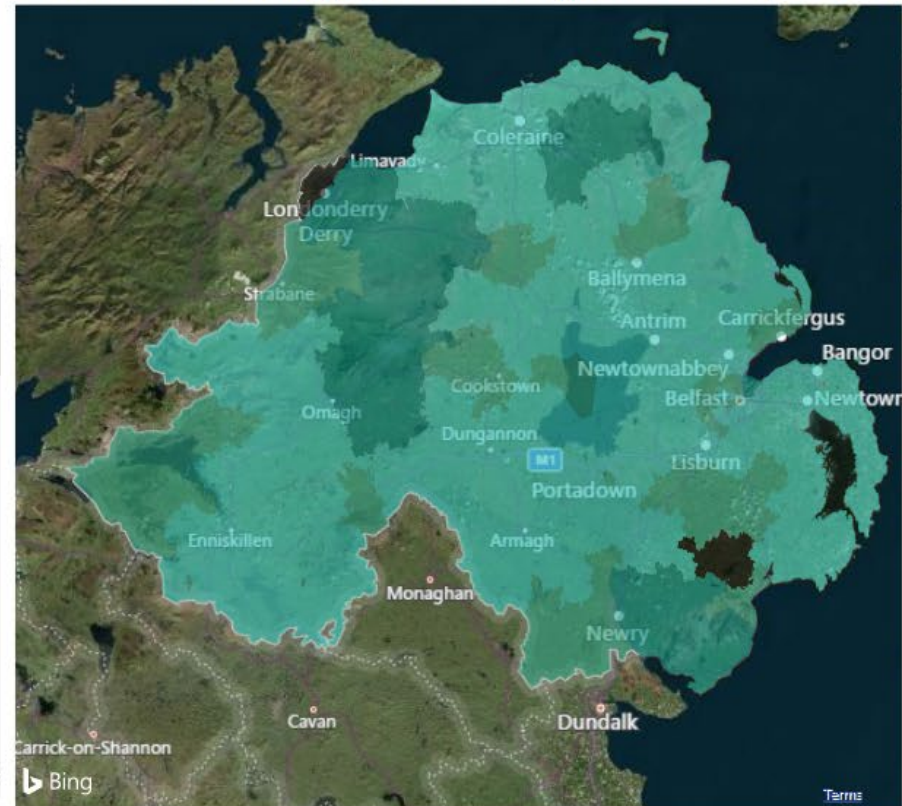 Coleraine
Limavady
Londonderry
Derry
Strabane
Ballymena
Antrim
Carrickfergus
Bangor
Newtownabbey
Cookstown
Belfast
Newtown
Omagh
Dungannon
M1
Lisburn
Portadown
Enniskillen
Armagh
Monaghan
Newry
Cavan
Dundalk
Carrick-on-Shannon
Bing
Terms